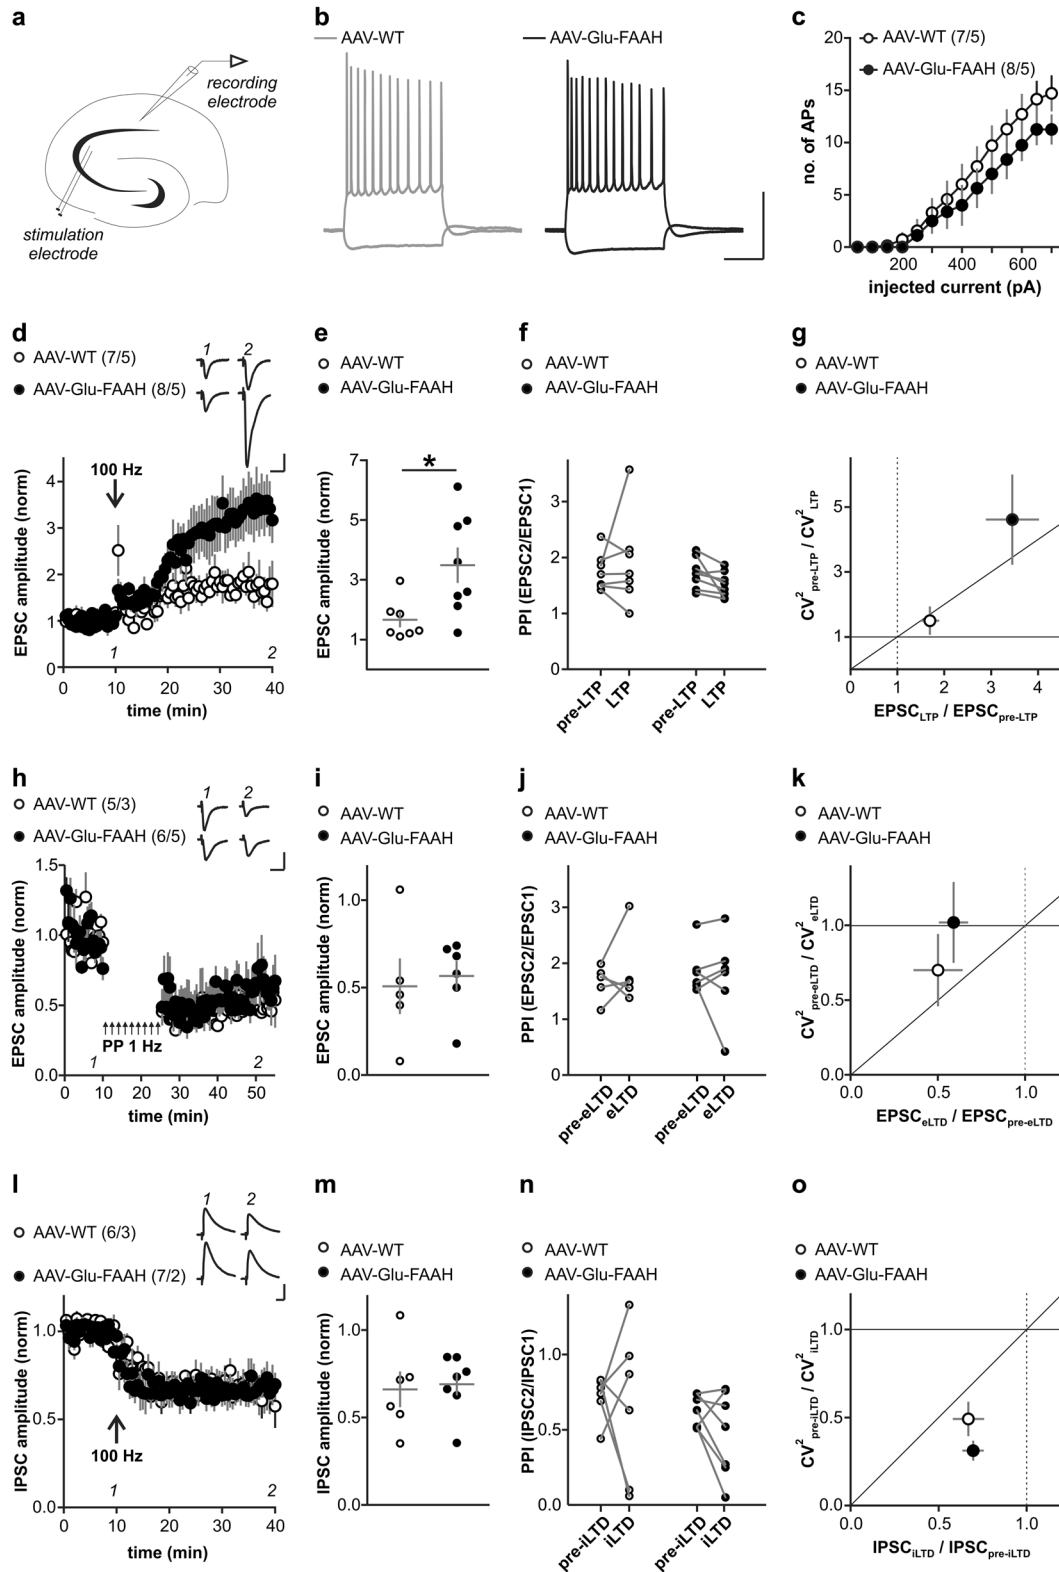 a
recording
electrode
stimulation
electrode
b
AAV-WT
AAV-Glu-FAAH
c
AAV-WT (7/5)
AAV-Glu-FAAH (8/5)
no. of APs
20
15
10
5
0
200
400
600
injected current (pA)
d
AAV-WT (7/5)
AAV-Glu-FAAH (8/5)
1
2
100 Hz
EPSC amplitude (norm)
4
3
2
1
0
1
2
0
10
20
30
40
time (min)
e
AAV-WT
AAV-Glu-FAAH
*
EPSC amplitude (norm)
7
5
3
1
f
AAV-WT
AAV-Glu-FAAH
PPI (EPSC2/EPSC1)
3
2
1
0
pre-LTP
LTP
pre-LTP
LTP
g
AAV-WT
AAV-Glu-FAAH
CV²pre-LTP / CV²LTP
5
3
1
0
1
2
3
4
EPSC_LTP / EPSC_pre-LTP
h
AAV-WT (5/3)
AAV-Glu-FAAH (6/5)
1
2
EPSC amplitude (norm)
1.5
1.0
0.5
0.0
PP 1 Hz
1
2
0
10
20
30
40
50
time (min)
i
AAV-WT
AAV-Glu-FAAH
EPSC amplitude (norm)
1.0
0.5
0.0
j
AAV-WT
AAV-Glu-FAAH
PPI (EPSC2/EPSC1)
3
2
1
0
pre-eLTD
eLTD
pre-eLTD
eLTD
k
AAV-WT
AAV-Glu-FAAH
CV²pre-eLTD / CV²eLTD
1.0
0.5
0.0
0.0
0.5
1.0
EPSC_eLTD / EPSC_pre-eLTD
l
AAV-WT (6/3)
AAV-Glu-FAAH (7/2)
1
2
IPSC amplitude (norm)
1.0
0.5
0.0
100 Hz
1
2
0
10
20
30
40
time (min)
m
AAV-WT
AAV-Glu-FAAH
IPSC amplitude (norm)
1.0
0.5
0.0
n
AAV-WT
AAV-Glu-FAAH
PPI (IPSC2/IPSC1)
1.0
0.5
0.0
pre-iLTD
iLTD
pre-iLTD
iLTD
o
AAV-WT
AAV-Glu-FAAH
CV²pre-iLTD / CV²iLTD
1.0
0.5
0.0
0.0
0.5
1.0
IPSC_iLTD / IPSC_pre-iLTD